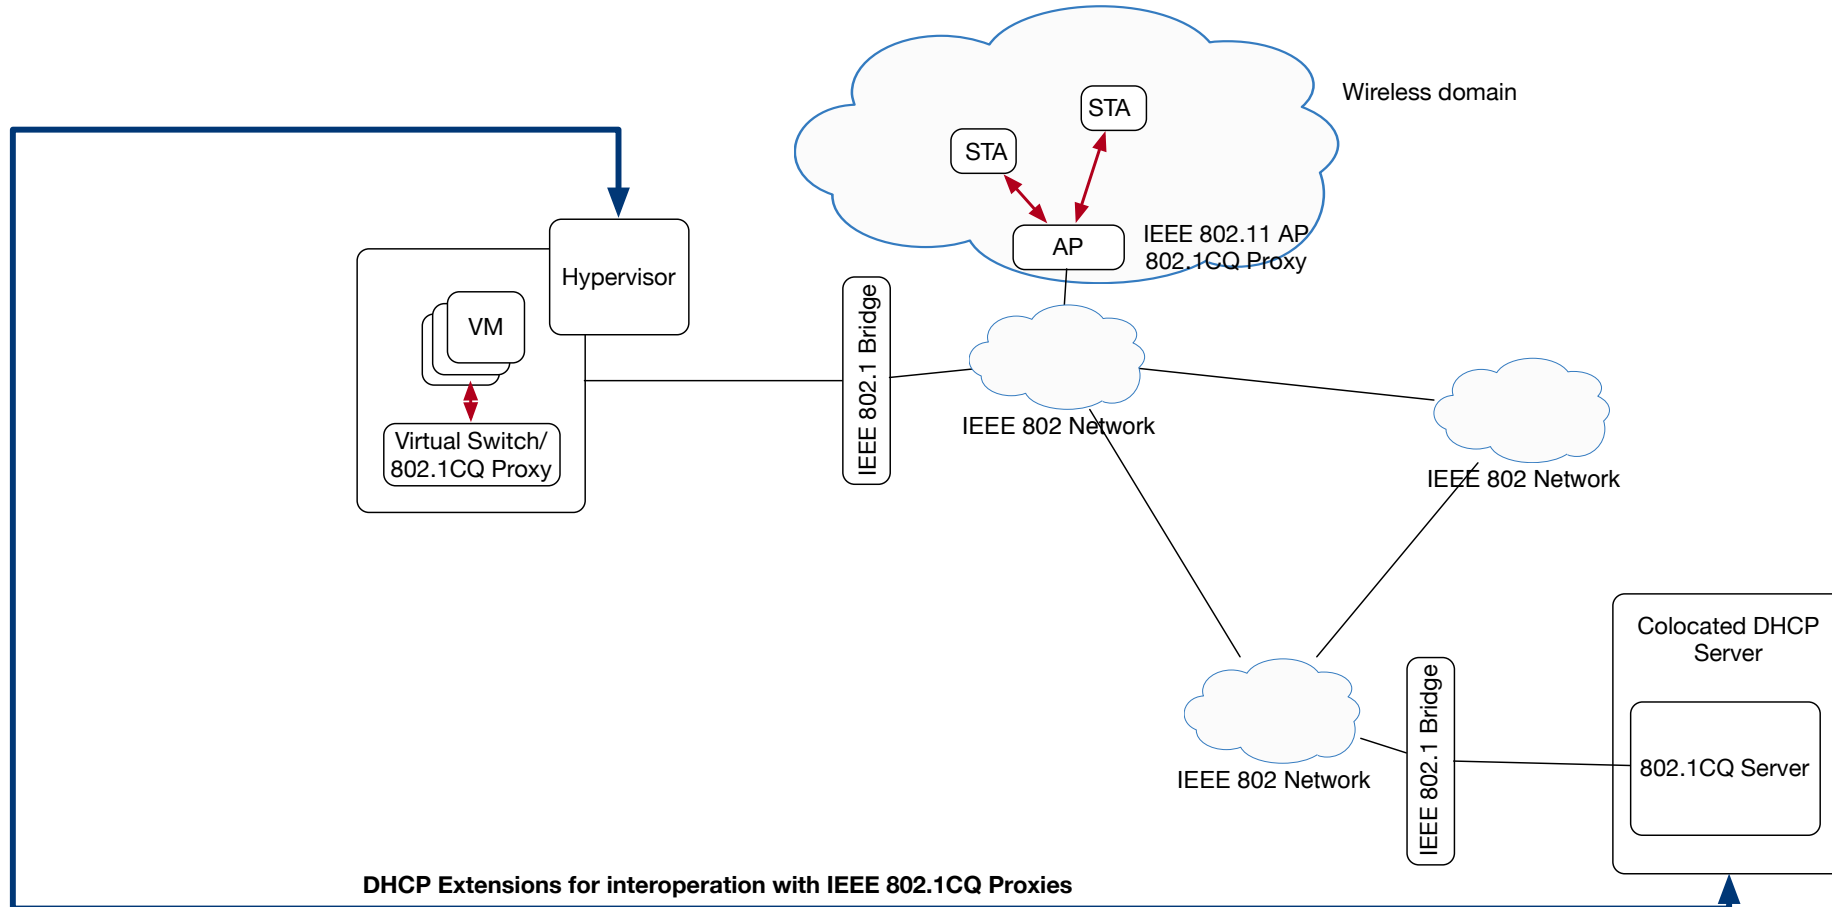 Wireless domain
STA
STA
AP
IEEE 802.11 AP
802.1CQ Proxy
Hypervisor
VM
Virtual Switch/
802.1CQ Proxy
IEEE 802.1 Bridge
IEEE 802 Network
IEEE 802 Network
IEEE 802 Network
IEEE 802.1 Bridge
Colocated DHCP
Server
802.1CQ Server
DHCP Extensions for interoperation with IEEE 802.1CQ Proxies